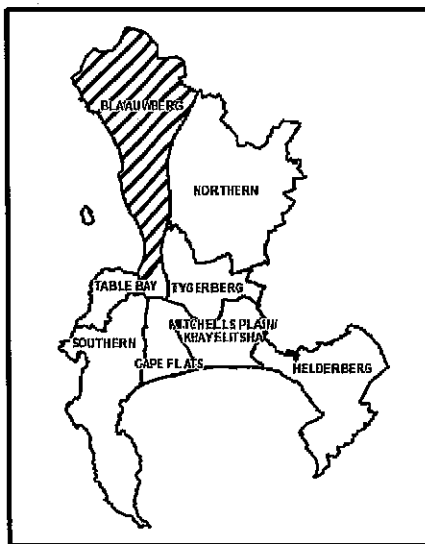 BLAAUWBERG
NORTHERN
TABLE BAY
TYGERBERG
MITCHELLS PLAIN/
KHAYELITSHA
SOUTHERN
CAPE FLATS
HELDERBERG